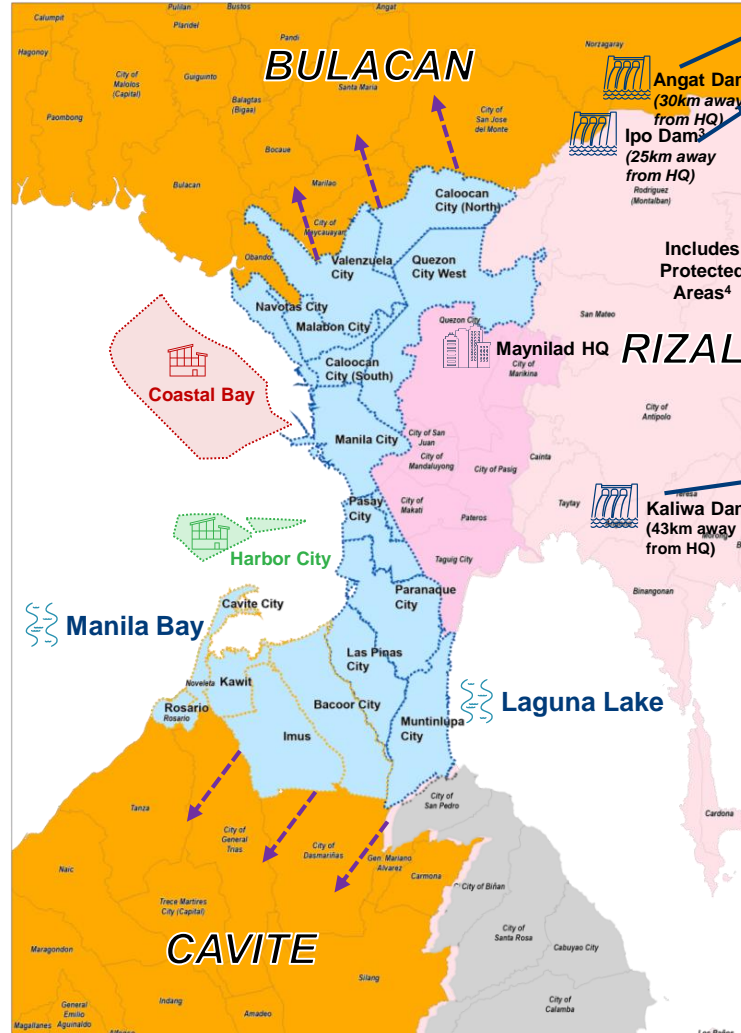 Calumpit
Pulilan
Bustos
Angat
Plandel
Pandi
Norzagaray
Hagonoy
BULACAN
City of
Malolos
(Capital)
Guiguinto
Santa Maria
Angat Dam
(30km away
from HQ)
Balagtas
(Bigaa)
City of
San Jose
del Monte
Paombong
Ipo Dam3
(25km away
from HQ)
Bocaue
Rodriguez
(Montalban)
Bulacan
Marilao
Caloocan
City (North)
City of
Meycauayan
Includes
Protected
Areas4
Obando
Valenzuela
City
Quezon
City West
Navotas City
Malabon City
Quezon City
San Mateo
Maynilad HQ
RIZAL
City of
Marikina
Caloocan
City (South)
Coastal Bay
City of
Antipolo
Manila City
City of San
Juan
City of
Mandaluyong
Cainta
City of Pasig
Taytay
Teresa
Kaliwa Dam
(43km away
from HQ)
Pasay
City
City of
Makati
Pateros
Harbor City
Taguig City
Binangonan
Paranaque
City
Cavite City
Manila Bay
Las Pinas
City
Noveleta
Kawit
Laguna Lake
Rosario
Rosario
Bacoor City
Muntinlupa
City
Imus
City of
San Pedro
Tanza
Cardona
City of
General
Trias
City of
Dasmariñas
Gen. Mariano
Alvarez
Naic
Carmona
City of Biñan
Trece Martires
City (Capital)
City of
Santa Rosa
CAVITE
Cabuyao City
Maragondon
Silang
Indang
City of
Calamba
General
Emilio
Aguinaldo
Amadeo
Magallanes